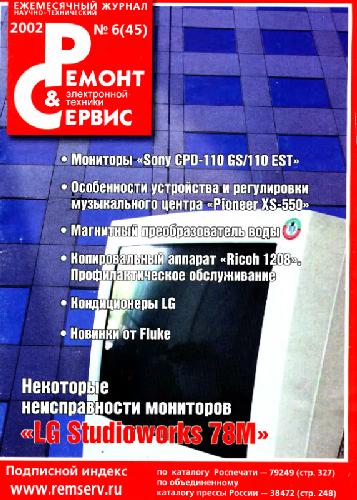 ЕЖЕМЕСЯЧНЫЙ ЖУРНАЛ
НАУЧНО-ТЕХНИЧЕСКИЙ
2002 № 6(45)
РЕМОНТ
& электронной
техники
СЕРВИС
• Мониторы «Sony CPD-110 GS/110 EST»
• Особенности устройства и регулировки
музыкального центра «Pioneer XS-550»
• Магнитный преобразователь воды
• Копировальный аппарат «Ricoh 1208».
Профилактическое обслуживание
• Кондиционеры LG
• Новинки от Fluke
Некоторые
неисправности мониторов
«LG Studioworks 78M»
Подписной индекс
www.remserv.ru
по каталогу Роспечати — 79249 (стр. 327)
по объединенному
каталогу прессы России — 38472 (стр. 248)